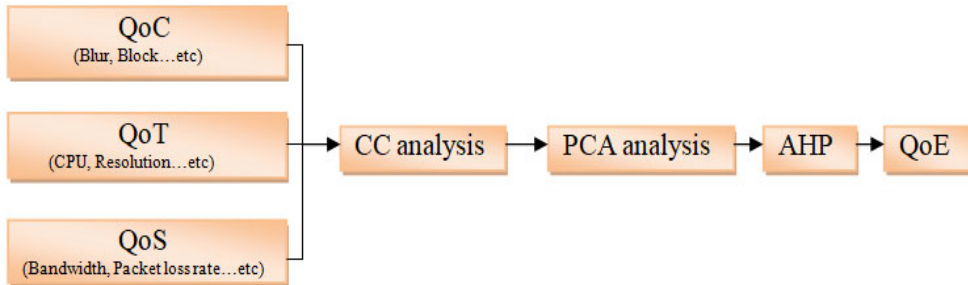 QoC
(Blur, Block…etc)
QoT
(CPU, Resolution…etc)
QoS
(Bandwidth, Packet loss rate…etc)
CC analysis
PCA analysis
AHP
QoE